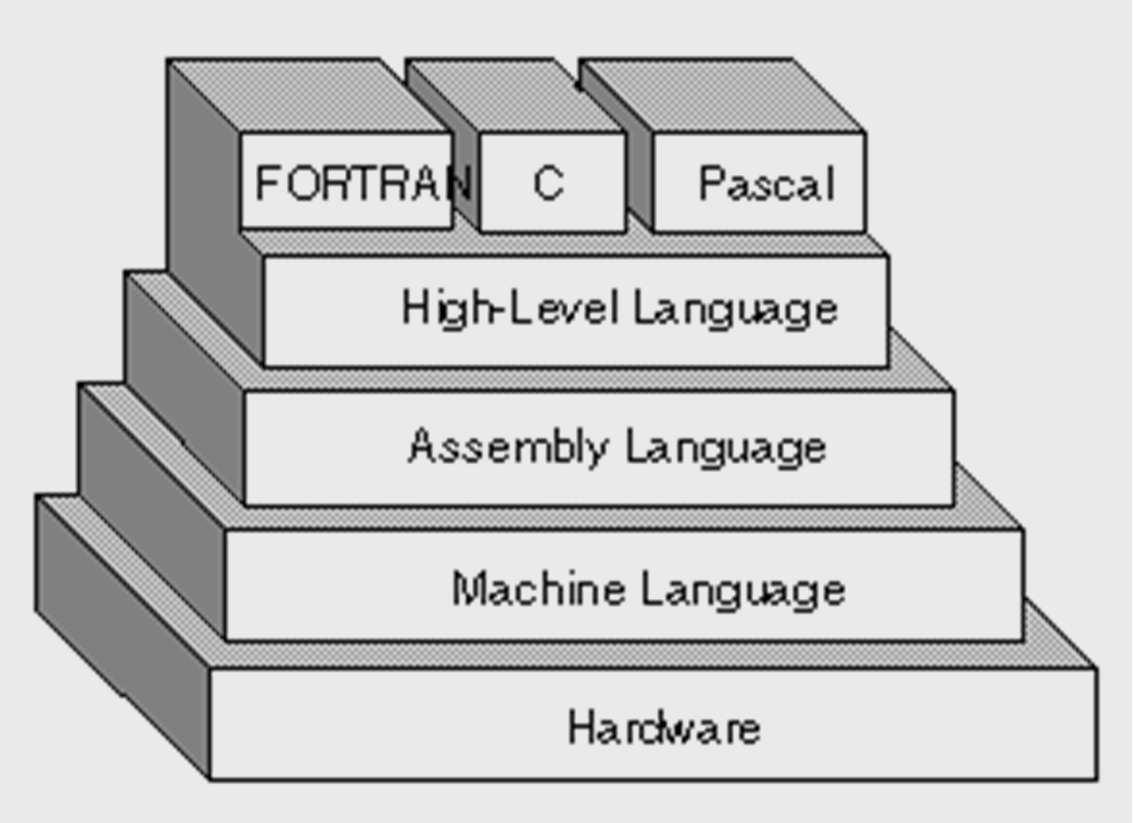 FORTRAN C Pascal
High-Level Language
Assembly Language
Machine Language
Hardware